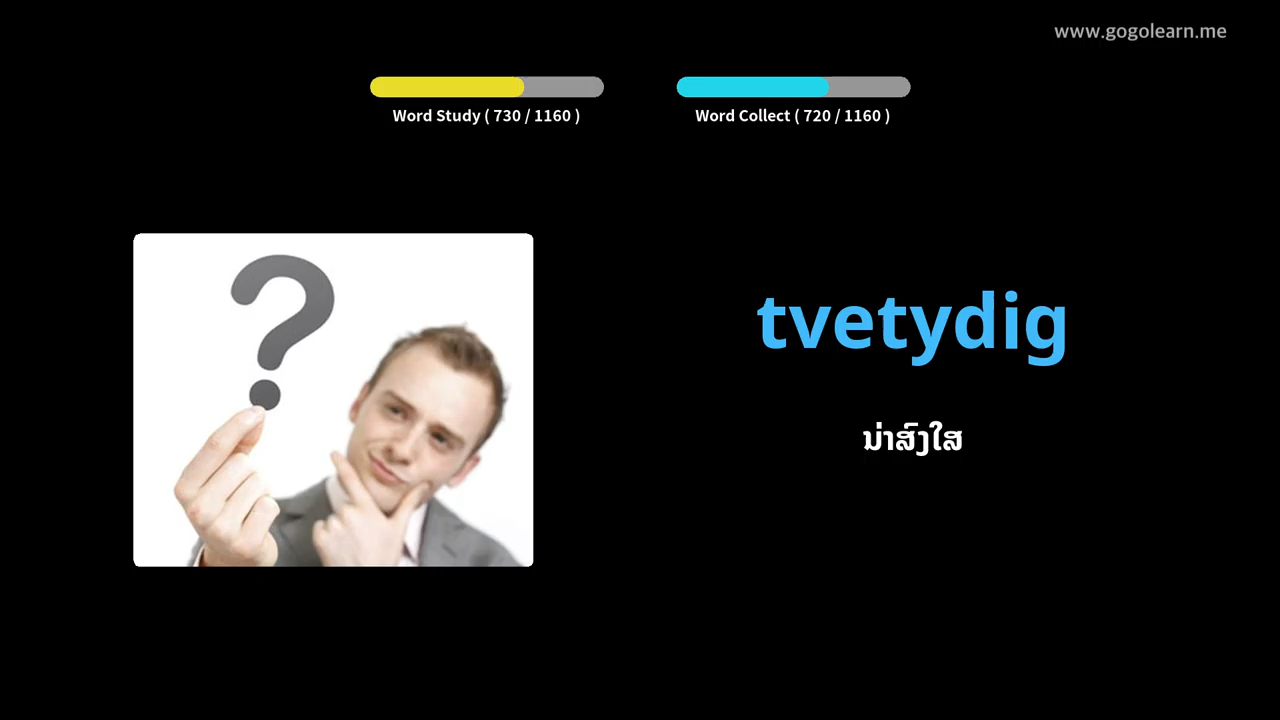 www.gogolearn.me
Word Study ( 730 / 1160 )
Word Collect ( 720 / 1160 )
?
tvetydig
ນ່າສົງໃສ